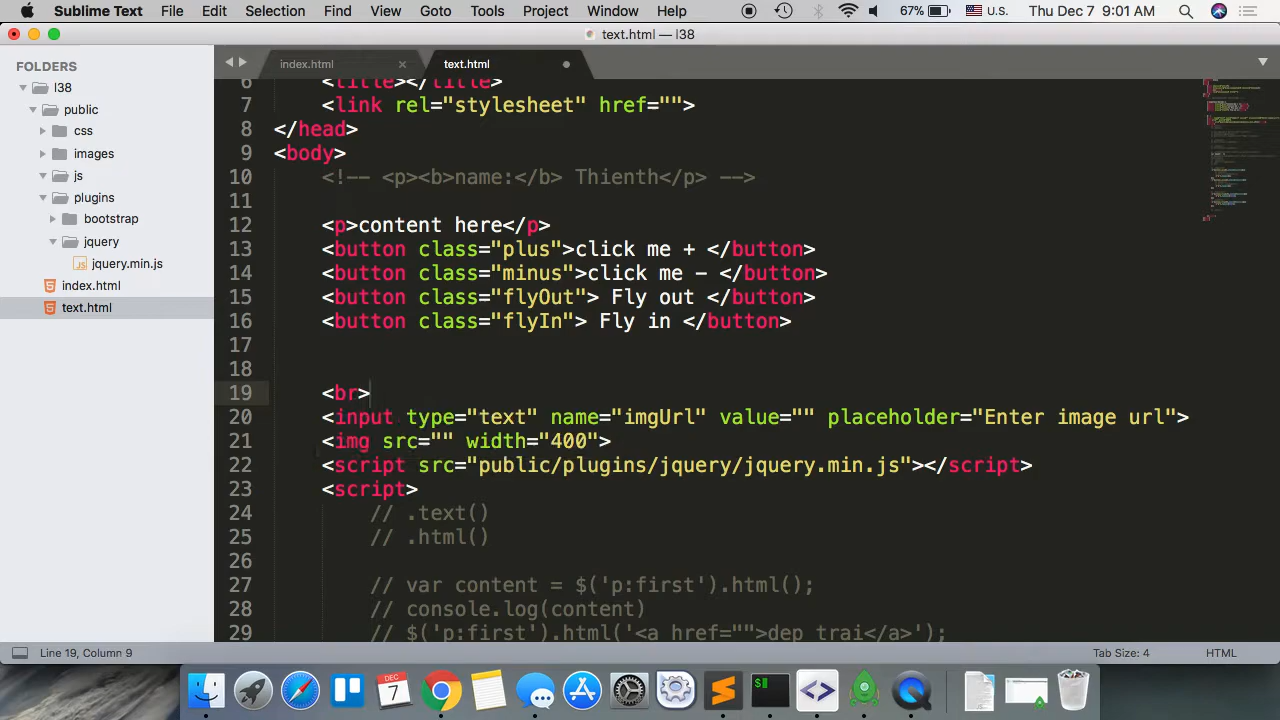 Sublime Text File Edit Selection Find View Goto Tools Project Window Help 67% U.S. Thu Dec 7 9:01 AM
text.html — l38
FOLDERS
l38
public
css
images
js
plugins
bootstrap
jquery
jquery.min.js
index.html
text.html
index.html text.html
6 <title></title>
7 <link rel="stylesheet" href="">
8 </head>
9 <body>
10 <!-- <p><b>name:</b> Thienth</p> -->
11
12 <p>content here</p>
13 <button class="plus">click me + </button>
14 <button class="minus">click me - </button>
15 <button class="flyOut"> Fly out </button>
16 <button class="flyIn"> Fly in </button>
17
18
19 <br>
20 <input type="text" name="imgUrl" value="" placeholder="Enter image url">
21 <img src="" width="400">
22 <script src="public/plugins/jquery/jquery.min.js"></script>
23 <script>
24 // .text()
25 // .html()
26
27 // var content = $('p:first').html();
28 // console.log(content)
29 // $('p:first').html('<a href="">dep trai</a>');
Line 19, Column 9 Tab Size: 4 HTML
DEC
7